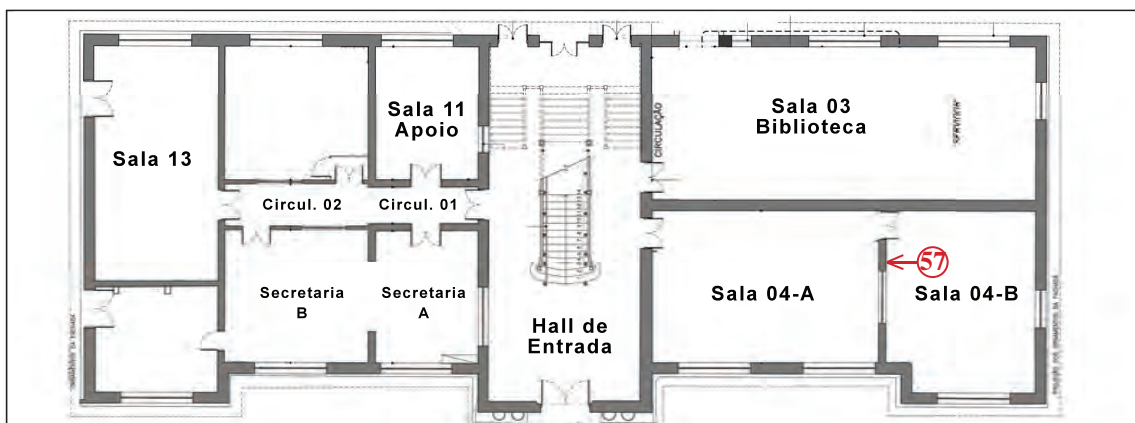 Sala 13
Sala 11
Apoio
Circul. 02
Circul. 01
Secretaria
B
Secretaria
A
Hall de
Entrada
CIRCULAÇÃO
Sala 03
Biblioteca
SERVIDOR
Sala 04-A
57
Sala 04-B